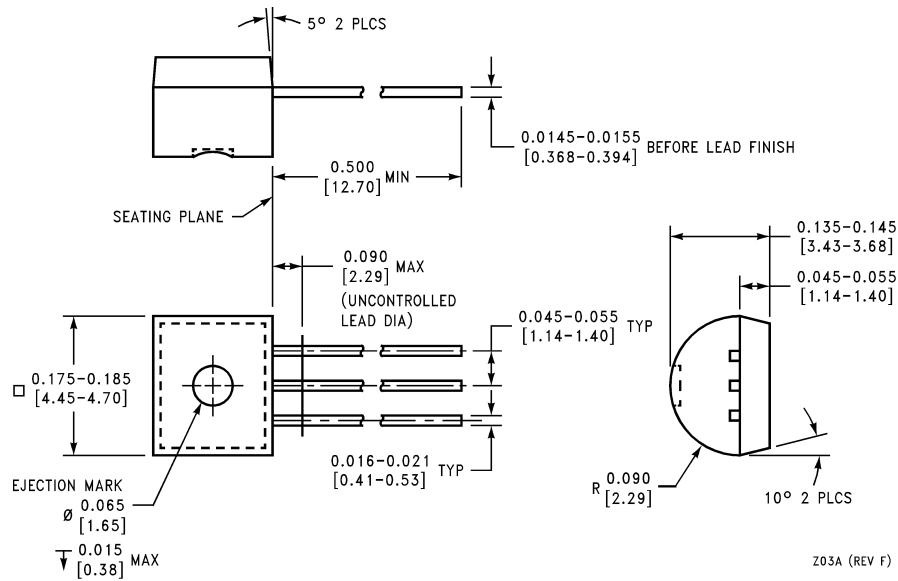 5° 2 PLCS
0.0145-0.0155
[0.368-0.394] BEFORE LEAD FINISH
0.500
[12.70] MIN
SEATING PLANE
0.135-0.145
[3.43-3.68]
0.090
[2.29] MAX
(UNCONTROLLED
LEAD DIA)
0.045-0.055
[1.14-1.40]
0.045-0.055
[1.14-1.40] TYP
0.175-0.185
[4.45-4.70]
0.016-0.021
[0.41-0.53] TYP
EJECTION MARK
Ø 0.065
[1.65]
0.015
[0.38] MAX
R 0.090
[2.29]
10° 2 PLCS
Z03A (REV F)